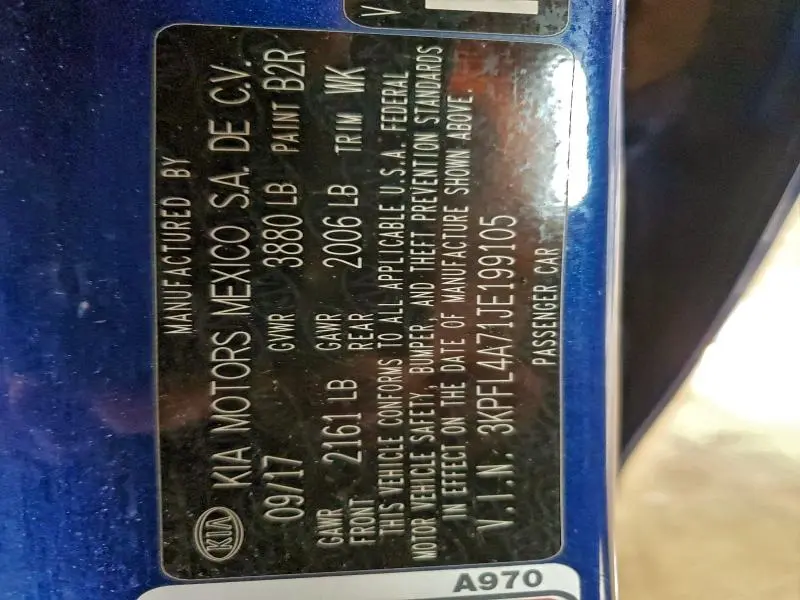 MANUFACTURED BY
KIA KIA MOTORS MEXICO S.A. DE C.V.
09/17 GVWR 3880 LB PAINT B2R
GAWR FRONT 2161 LB GAWR REAR 2006 LB TRIM WK
THIS VEHICLE CONFORMS TO ALL APPLICABLE U.S.A. FEDERAL
MOTOR VEHICLE SAFETY, BUMPER, AND THEFT PREVENTION STANDARDS
IN EFFECT ON THE DATE OF MANUFACTURE SHOWN ABOVE.
V.I.N. 3KPFL4A71JE199105
PASSENGER CAR
A970
V